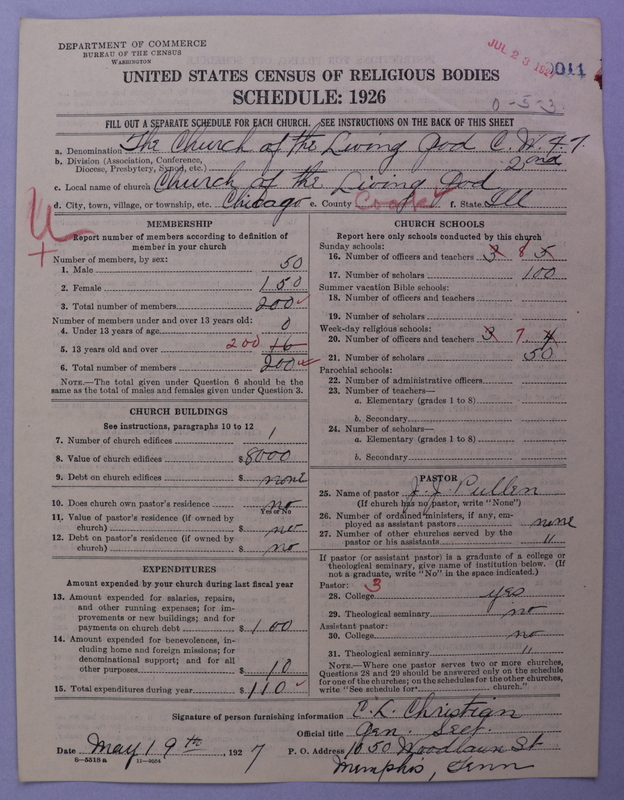 DEPARTMENT OF COMMERCE
BUREAU OF THE CENSUS
WASHINGTON
JUL 23 192
0011
UNITED STATES CENSUS OF RELIGIOUS BODIES
SCHEDULE: 1926
0-5-3
FILL OUT A SEPARATE SCHEDULE FOR EACH CHURCH. SEE INSTRUCTIONS ON THE BACK OF THIS SHEET
a. Denomination The Church of the Living God C. W. F. F.
b. Division (Association, Conference, Diocese, Presbytery, Synod, etc.) 2nd
c. Local name of church Church of the Living God
d. City, town, village, or township, etc. Chicago e. County Cook f. State Ill
MEMBERSHIP
Report number of members according to definition of
member in your church
Number of members, by sex:
1. Male 50
2. Female 150
3. Total number of members 200
Number of members under and over 13 years old:
4. Under 13 years of age 0
5. 13 years old and over 200 16
6. Total number of members 200
NOTE.—The total given under Question 6 should be the
same as the total of males and females given under Question 3.
CHURCH BUILDINGS
See instructions, paragraphs 10 to 12
7. Number of church edifices 1
8. Value of church edifices $ 8000
9. Debt on church edifices $ none
10. Does church own pastor's residence no
Yes or No
11. Value of pastor's residence (if owned by
church) $ no
12. Debt on pastor's residence (if owned by
church) $ no
EXPENDITURES
Amount expended by your church during last fiscal year
13. Amount expended for salaries, repairs,
and other running expenses; for im-
provements or new buildings; and for
payments on church debt $ 100
14. Amount expended for benevolences, in-
cluding home and foreign missions; for
denominational support; and for all
other purposes $ 10
15. Total expenditures during year $ 110
CHURCH SCHOOLS
Report here only schools conducted by this church
Sunday schools:
16. Number of officers and teachers 3 8 5
17. Number of scholars 100
Summer vacation Bible schools:
18. Number of officers and teachers
19. Number of scholars
Week-day religious schools:
20. Number of officers and teachers 3 7 4
21. Number of scholars 50
Parochial schools:
22. Number of administrative officers
23. Number of teachers—
a. Elementary (grades 1 to 8)
b. Secondary
24. Number of scholars—
a. Elementary (grades 1 to 8)
b. Secondary
PASTOR
25. Name of pastor J. J. Pullen
(If church has no pastor, write "None")
26. Number of ordained ministers, if any, em-
ployed as assistant pastors none
27. Number of other churches served by the
pastor or his assistants "
If pastor (or assistant pastor) is a graduate of a college or
theological seminary, give name of institution below. (If
not a graduate, write "No" in the space indicated.)
Pastor: 3
28. College yes
29. Theological seminary no
Assistant pastor:
30. College no
31. Theological seminary "
NOTE.—Where one pastor serves two or more churches,
Questions 28 and 29 should be answered only on the schedule
for one of the churches; on the schedules for the other churches,
write "See schedule for church."
Signature of person furnishing information C. L. Christian
Official title Gen. Sect.
Date May 19th, 1927 P. O. Address 1050 Woodlawn St
8—5518a 11—9024
Memphis, Tenn